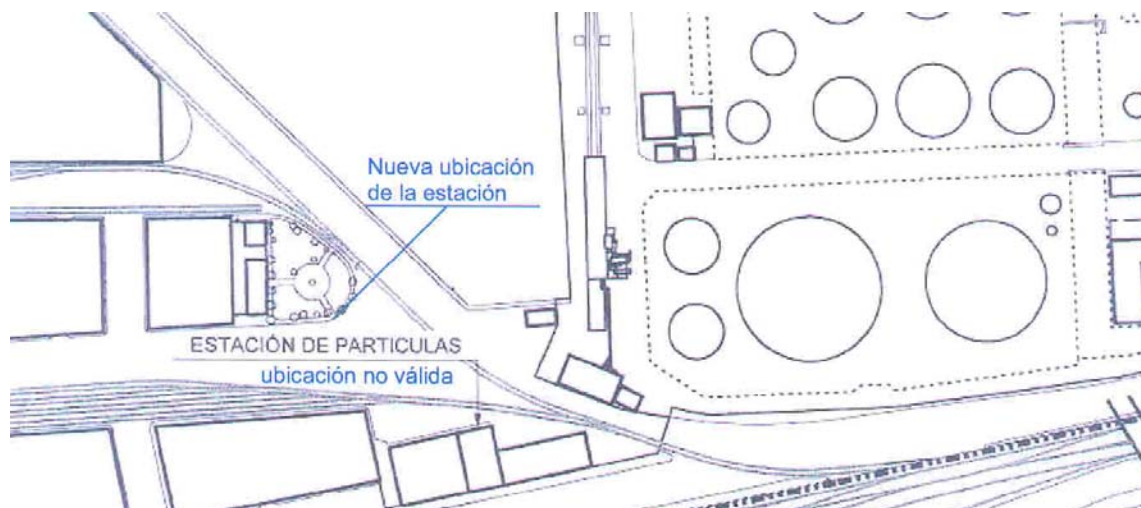 Nueva ubicación
de la estación
ESTACIÓN DE PARTICULAS
ubicación no válida